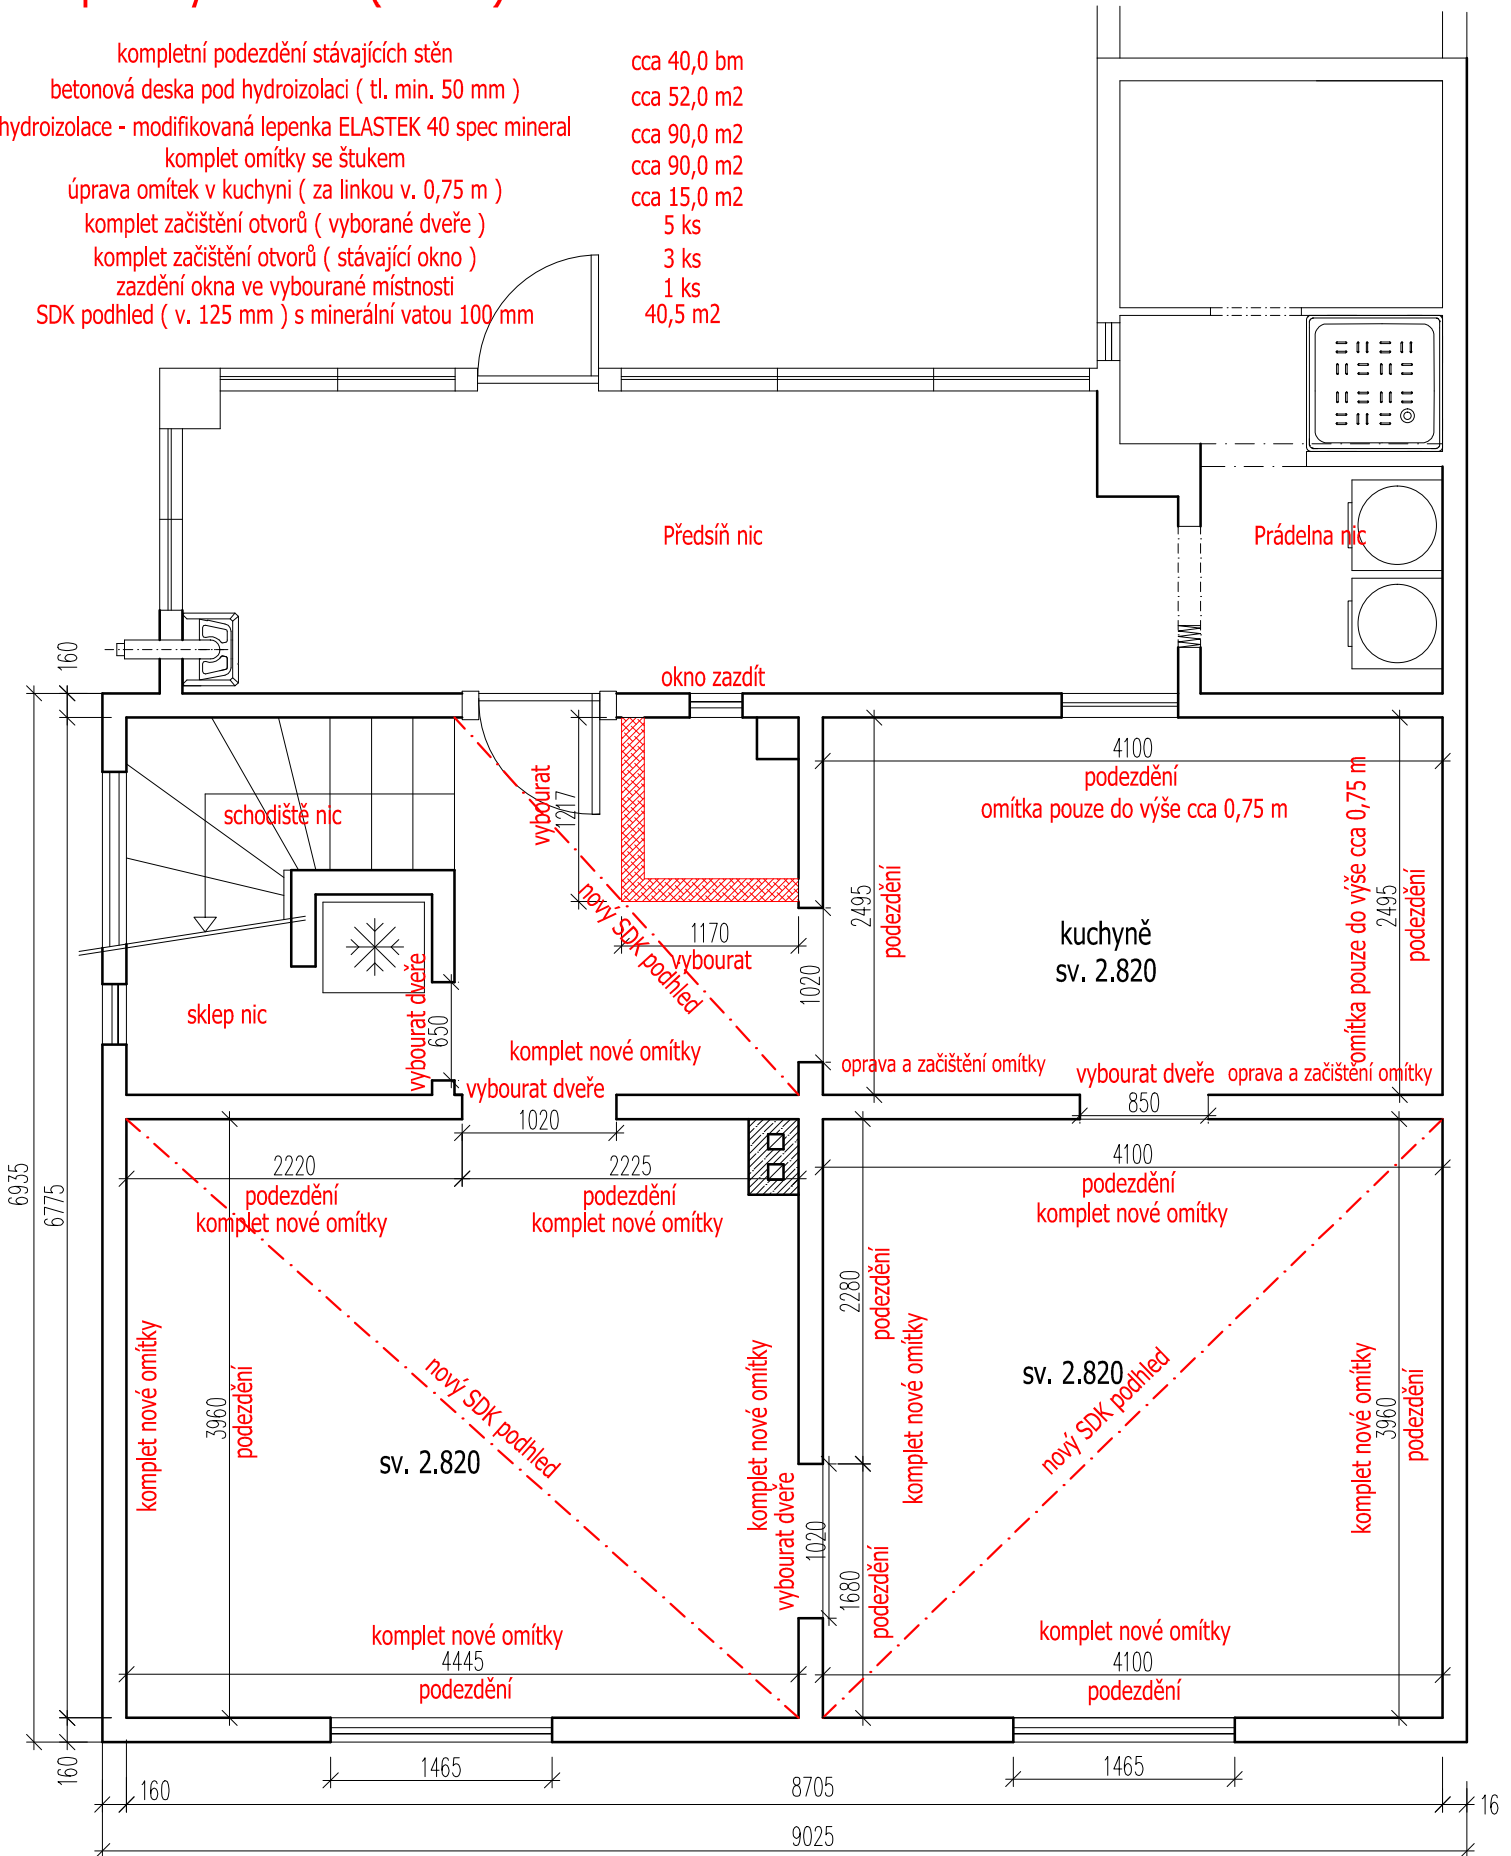 kompletní podezdění stávajících stěn cca 40,0 bm
betonová deska pod hydroizolaci ( tl. min. 50 mm ) cca 52,0 m2
hydroizolace - modifikovaná lepenka ELASTEK 40 spec mineral cca 90,0 m2
komplet omítky se štukem cca 90,0 m2
úprava omítek v kuchyni ( za linkou v. 0,75 m ) cca 15,0 m2
komplet začištění otvorů ( vyborané dveře ) 5 ks
komplet začištění otvorů ( stávající okno ) 3 ks
zazdění okna ve vybourané místnosti 1 ks
SDK podhled ( v. 125 mm ) s minerální vatou 100 mm 40,5 m2
Předsíň nic
Prádelna nic
160
okno zazdít
4100
podezdění
omítka pouze do výše cca 0,75 m
schodiště nic
vybourat
1217
2495
podezdění
omítka pouze do výše cca 0,75 m
2495
podezdění
nový SDK podhled
1170
vybourat
kuchyně
sv. 2.820
1020
sklep nic
vybourat dveře
650
komplet nové omítky
vybourat dveře
1020
oprava a začištění omítky
vybourat dveře
850
oprava a začištění omítky
6935
6775
2220
podezdění
komplet nové omítky
2225
podezdění
komplet nové omítky
4100
podezdění
komplet nové omítky
komplet nové omítky
3960
podezdění
nový SDK podhled
sv. 2.820
komplet nové omítky
vybourat dveře
1020
2280
podezdění
komplet nové omítky
1680
podezdění
sv. 2.820
nový SDK podhled
komplet nové omítky
3960
podezdění
komplet nové omítky
4445
podezdění
komplet nové omítky
4100
podezdění
160
160
1465
8705
1465
16
9025